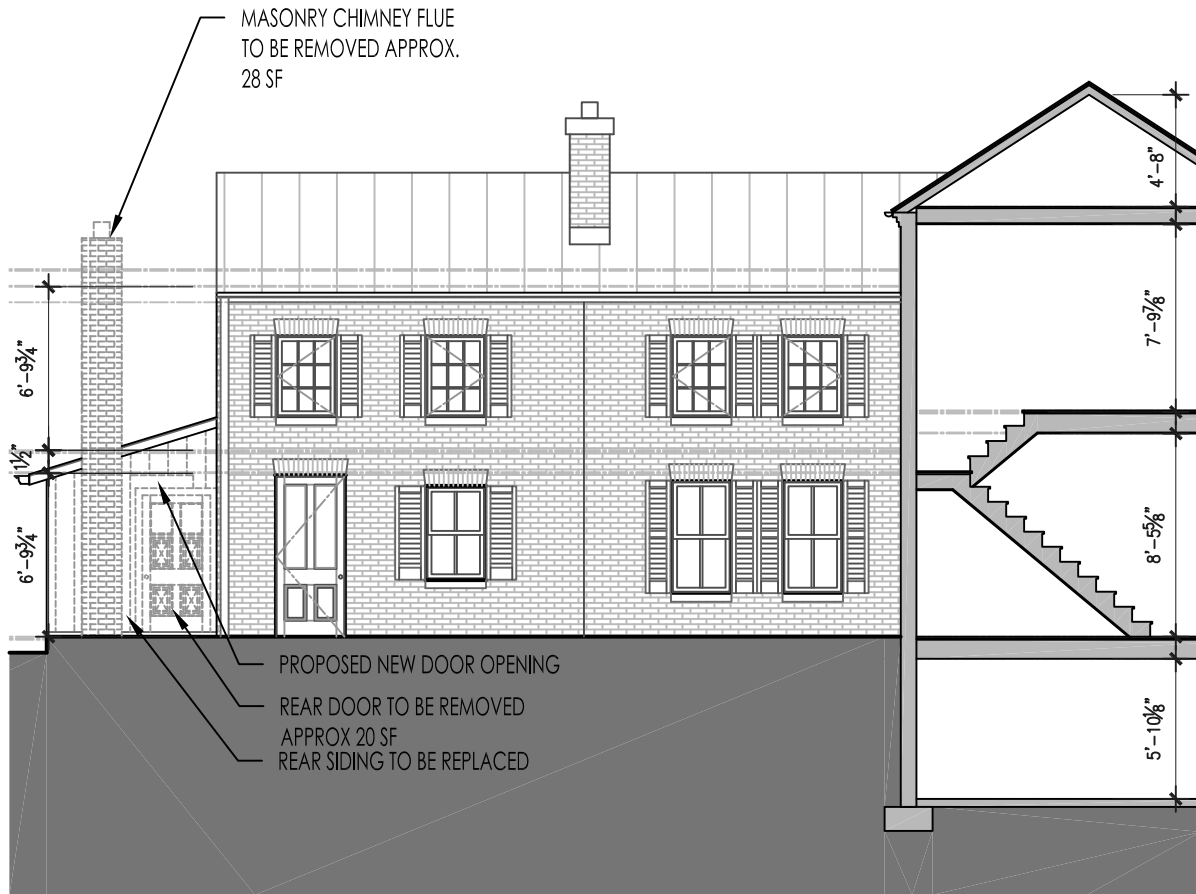 MASONRY CHIMNEY FLUE
TO BE REMOVED APPROX.
28 SF
4'-8"
7'-9⅞"
6'-9¾"
1½"
6'-9¾"
8'-5⅝"
5'-10⅛"
PROPOSED NEW DOOR OPENING
REAR DOOR TO BE REMOVED
APPROX 20 SF
REAR SIDING TO BE REPLACED